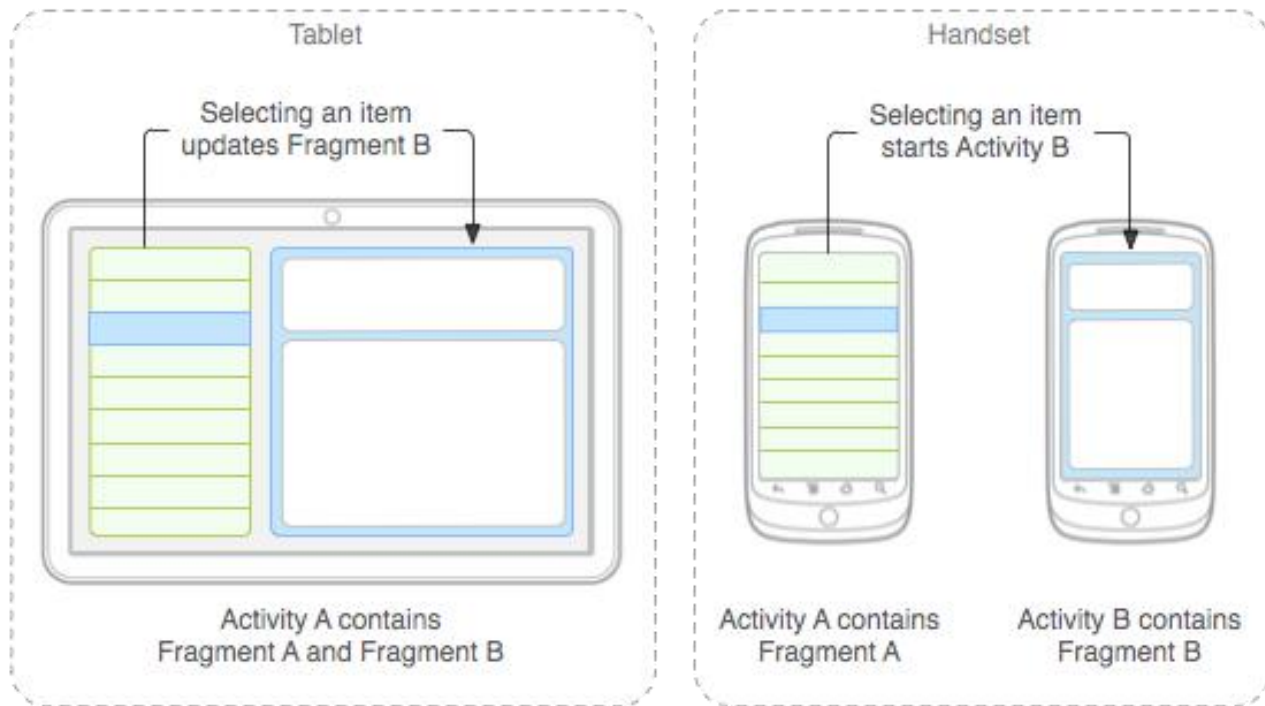 Tablet
Selecting an item
updates Fragment B
Activity A contains
Fragment A and Fragment B
Handset
Selecting an item
starts Activity B
Activity A contains
Fragment A
Activity B contains
Fragment B